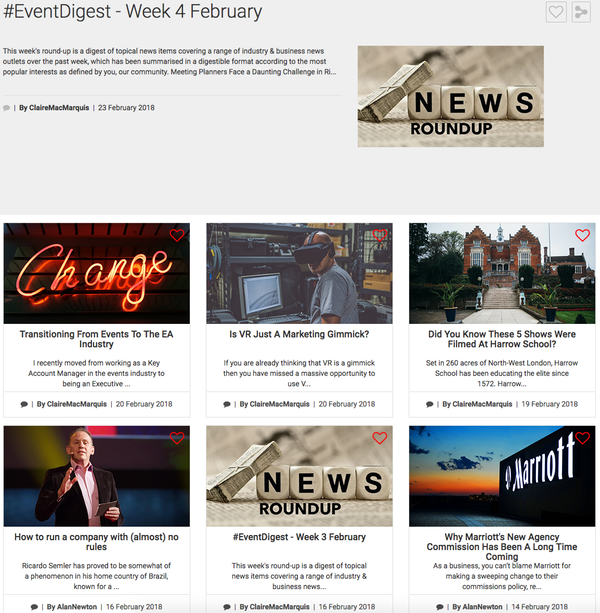 #EventDigest - Week 4 February
This week's round-up is a digest of topical news items covering a range of industry & business news
outlets over the past week, which has been summarised in a digestible format according to the most
popular interests as defined by you, our community. Meeting Planners Face a Daunting Challenge in Ri...
| By ClaireMacMarquis | 23 February 2018
NEWS
ROUNDUP
Change
Transitioning From Events To The EA
Industry
I recently moved from working as a Key
Account Manager in the events industry to
being an Executive ...
| By ClaireMacMarquis | 20 February 2018
Is VR Just A Marketing Gimmick?
If you are already thinking that VR is a gimmick
then you have missed a massive opportunity to
use V...
| By ClaireMacMarquis | 20 February 2018
Did You Know These 5 Shows Were
Filmed At Harrow School?
Set in 260 acres of North-West London, Harrow
School has been educating the elite since
1572. Harrow...
| By ClaireMacMarquis | 19 February 2018
How to run a company with (almost) no
rules
Ricardo Semler has proved to be somewhat of
a phenomenon in his home country of Brazil,
known for a ...
| By AlanNewton | 16 February 2018
NEWS
ROUNDUP
#EventDigest - Week 3 February
This week's round-up is a digest of topical
news items covering a range of industry &
business news...
| By ClaireMacMarquis | 16 February 2018
Marriott
Why Marriott's New Agency
Commission Has Been A Long Time
Coming
As a business, you can't blame Marriott for
making a sweeping change to their
commissions policy, re...
| By AlanNewton | 14 February 2018